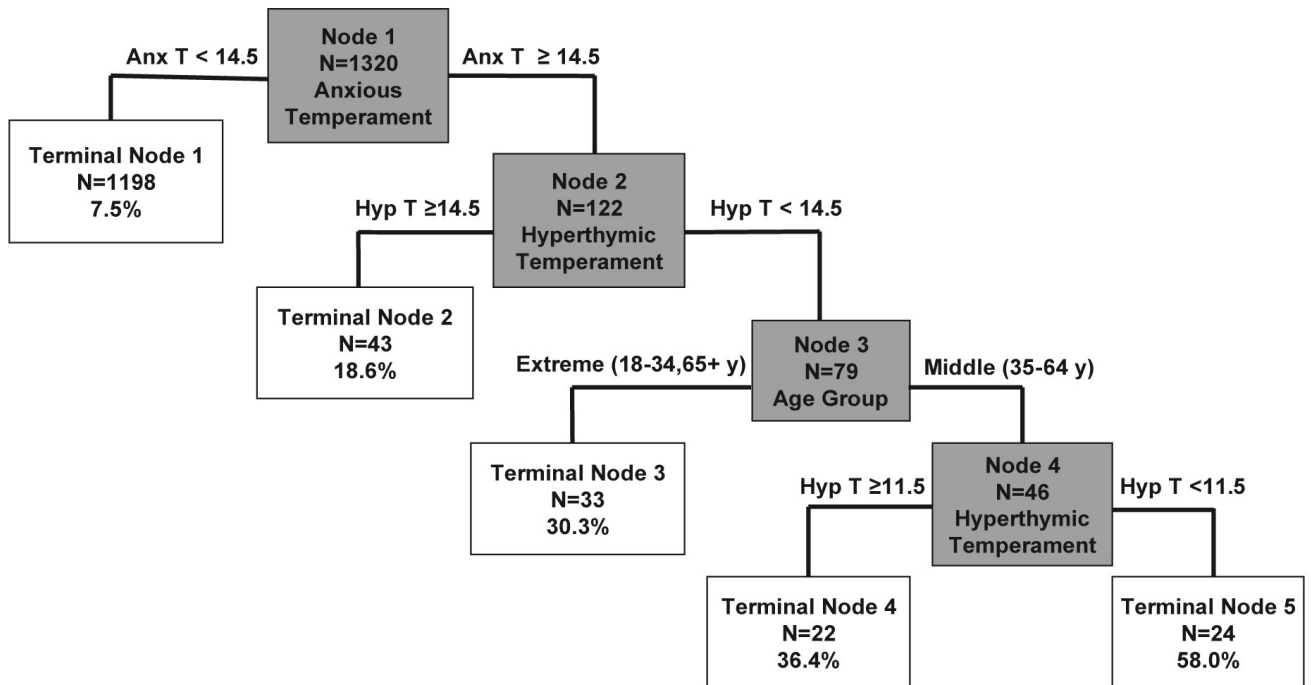 Node 1
N=1320
Anxious
Temperament
Anx T < 14.5
Anx T ≥ 14.5
Terminal Node 1
N=1198
7.5%
Node 2
N=122
Hyperthymic
Temperament
Hyp T ≥14.5
Hyp T < 14.5
Terminal Node 2
N=43
18.6%
Node 3
N=79
Age Group
Extreme (18-34,65+ y)
Middle (35-64 y)
Terminal Node 3
N=33
30.3%
Node 4
N=46
Hyperthymic
Temperament
Hyp T ≥11.5
Hyp T <11.5
Terminal Node 4
N=22
36.4%
Terminal Node 5
N=24
58.0%